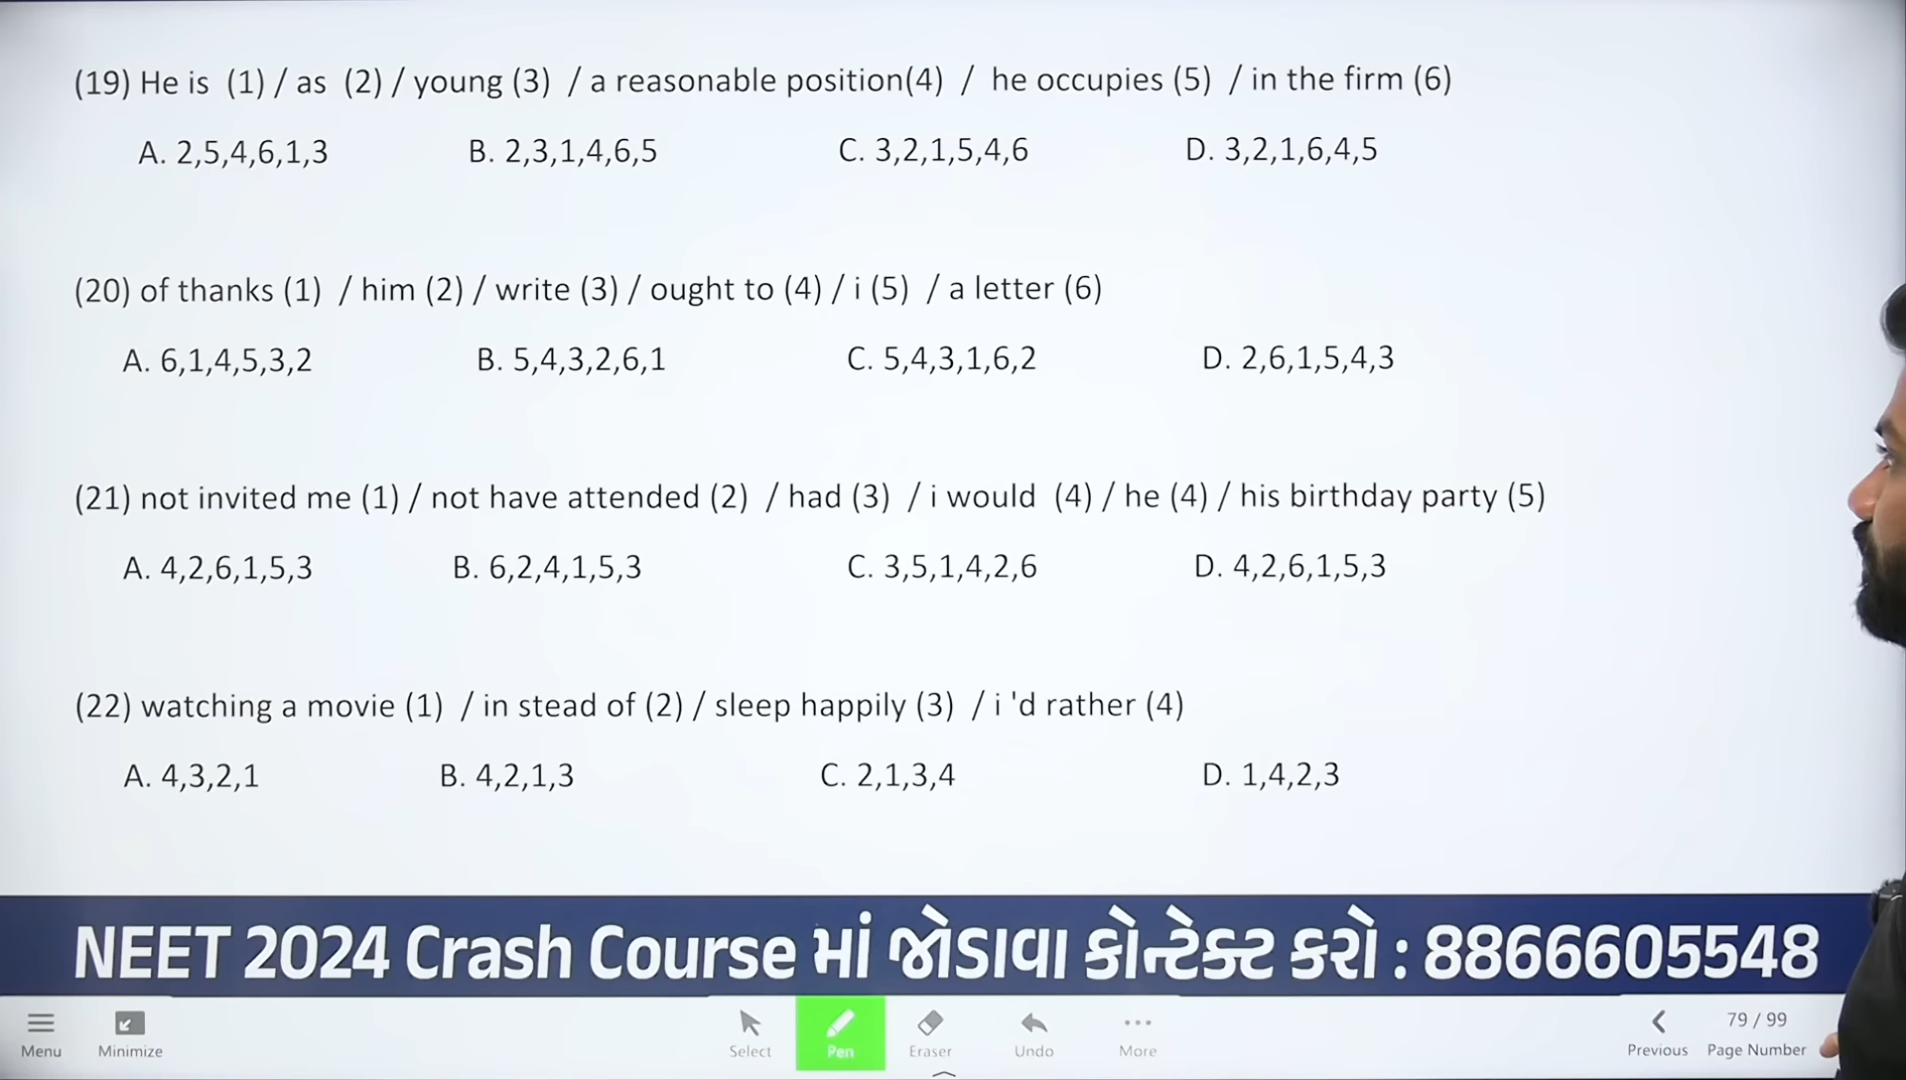 (19) He is (1) / as (2) / young (3) / a reasonable position(4) / he occupies (5) / in the firm (6)
A. 2,5,4,6,1,3 B. 2,3,1,4,6,5 C. 3,2,1,5,4,6 D. 3,2,1,6,4,5
(20) of thanks (1) / him (2) / write (3) / ought to (4) / i (5) / a letter (6)
A. 6,1,4,5,3,2 B. 5,4,3,2,6,1 C. 5,4,3,1,6,2 D. 2,6,1,5,4,3
(21) not invited me (1) / not have attended (2) / had (3) / i would (4) / he (4) / his birthday party (5)
A. 4,2,6,1,5,3 B. 6,2,4,1,5,3 C. 3,5,1,4,2,6 D. 4,2,6,1,5,3
(22) watching a movie (1) / in stead of (2) / sleep happily (3) / i 'd rather (4)
A. 4,3,2,1 B. 4,2,1,3 C. 2,1,3,4 D. 1,4,2,3
NEET 2024 Crash Course માં જોડાવા કોન્ટેક્ટ કરો : 8866605548
Menu Minimize Select Pen Eraser Undo More Previous 79 / 99 Page Number